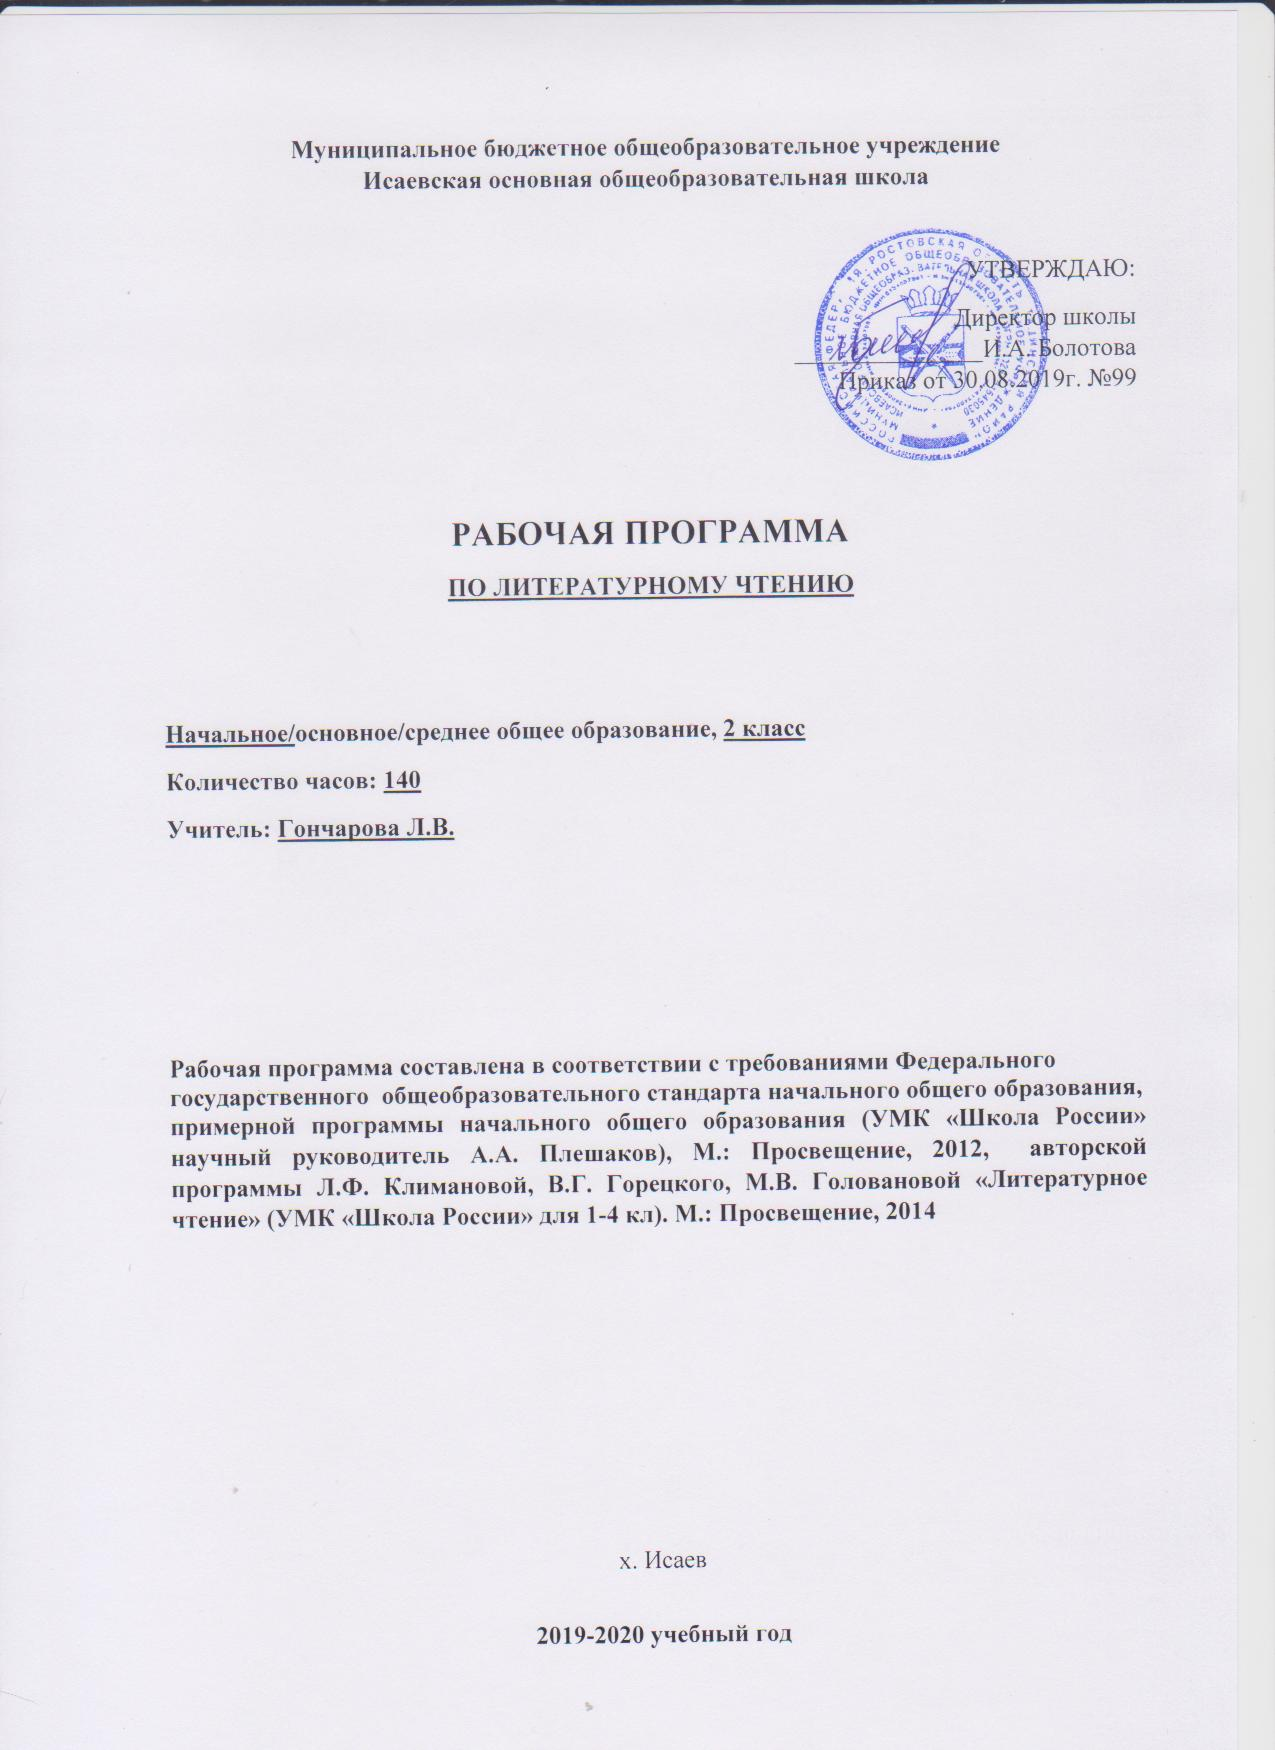 Муниципальное бюджетное общеобразовательное учреждение
Исаевская основная общеобразовательная школа
УТВЕРЖДАЮ:
Директор школы
И.А. Болотова
Приказ от 30.08.2019г. №99
РАБОЧАЯ ПРОГРАММА
ПО ЛИТЕРАТУРНОМУ ЧТЕНИЮ
Начальное/основное/среднее общее образование, 2 класс
Количество часов: 140
Учитель: Гончарова Л.В.
Рабочая программа составлена в соответствии с требованиями Федерального
государственного общеобразовательного стандарта начального общего образования,
примерной программы начального общего образования (УМК «Школа России»
научный руководитель А.А. Плешаков), М.: Просвещение, 2012, авторской
программы Л.Ф. Климановой, В.Г. Горецкого, М.В. Головановой «Литературное
чтение» (УМК «Школа России» для 1-4 кл). М.: Просвещение, 2014
х. Исаев
2019-2020 учебный год